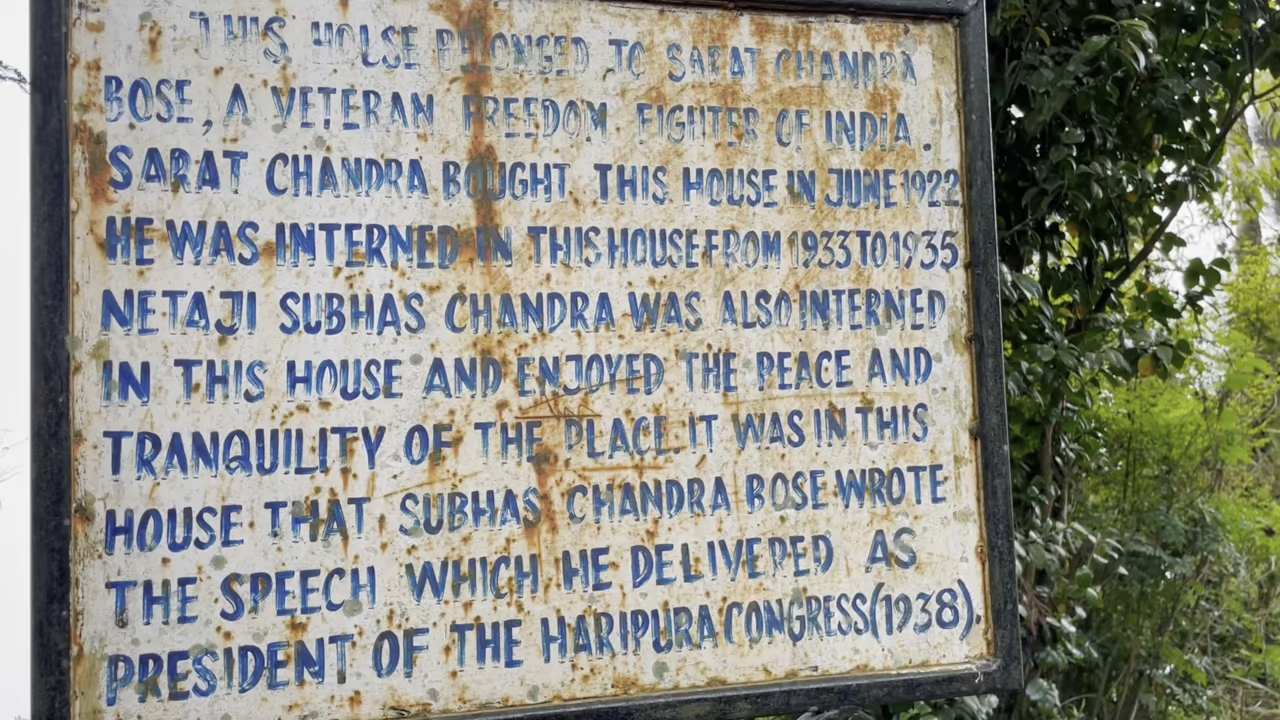 THIS HOUSE BELONGED TO SARAT CHANDRA
BOSE, A VETERAN FREEDOM FIGHTER OF INDIA.
SARAT CHANDRA BOUGHT THIS HOUSE IN JUNE 1922
HE WAS INTERNED IN THIS HOUSE FROM 1933 TO 1935
NETAJI SUBHAS CHANDRA WAS ALSO INTERNED
IN THIS HOUSE AND ENJOYED THE PEACE AND
TRANQUILITY OF THE PLACE. IT WAS IN THIS
HOUSE THAT SUBHAS CHANDRA BOSE WROTE
THE SPEECH WHICH HE DELIVERED AS
PRESIDENT OF THE HARIPURA CONGRESS (1938).